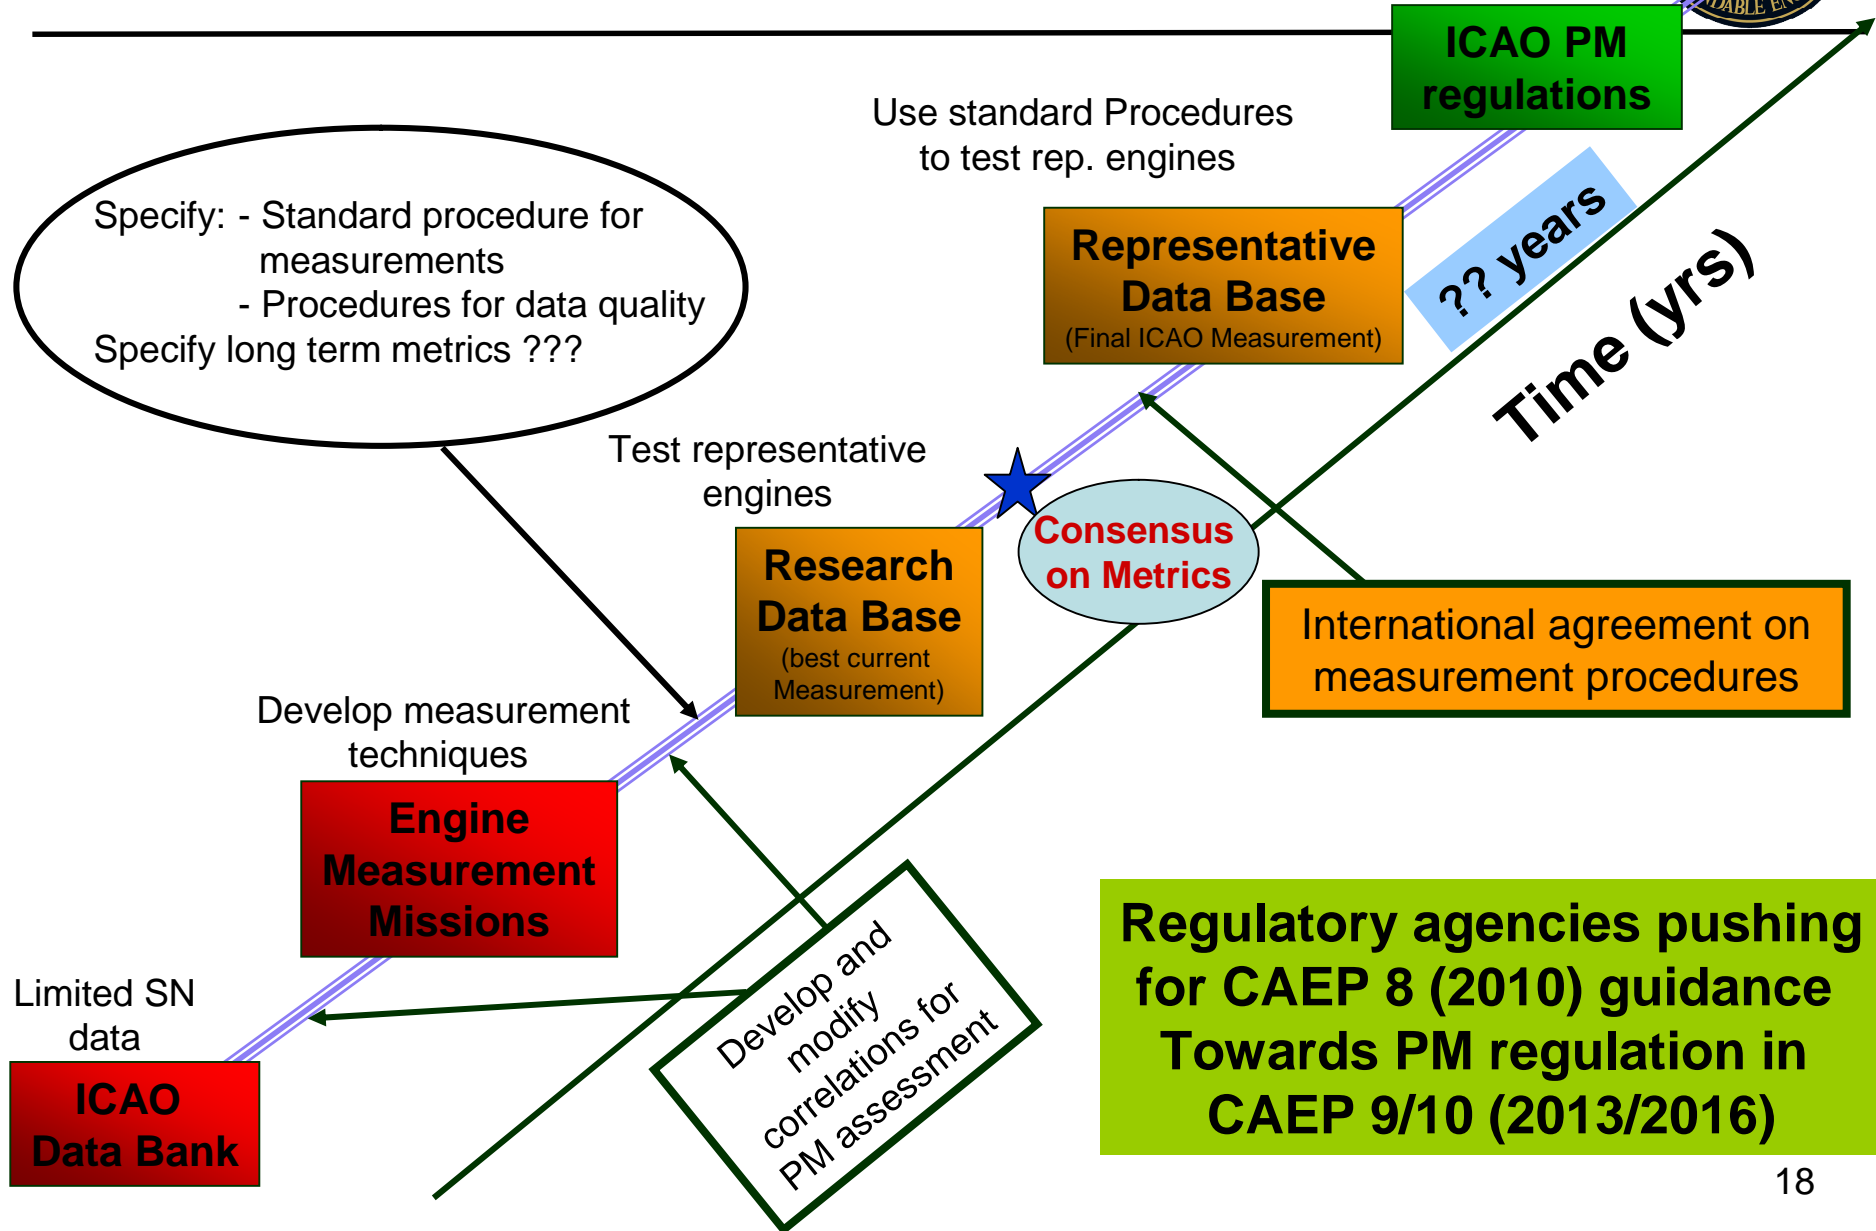 DABLE EN
ICAO PM
regulations
Use standard Procedures
to test rep. engines
Specify: - Standard procedure for
measurements
- Procedures for data quality
Specify long term metrics ???
Representative
Data Base
(Final ICAO Measurement)
?? years
Time (yrs)
Test representative
engines
Consensus
on Metrics
Research
Data Base
(best current
Measurement)
International agreement on
measurement procedures
Develop measurement
techniques
Engine
Measurement
Missions
Develop and
modify
correlations for
PM assessment
Regulatory agencies pushing
for CAEP 8 (2010) guidance
Towards PM regulation in
CAEP 9/10 (2013/2016)
Limited SN
data
ICAO
Data Bank
18